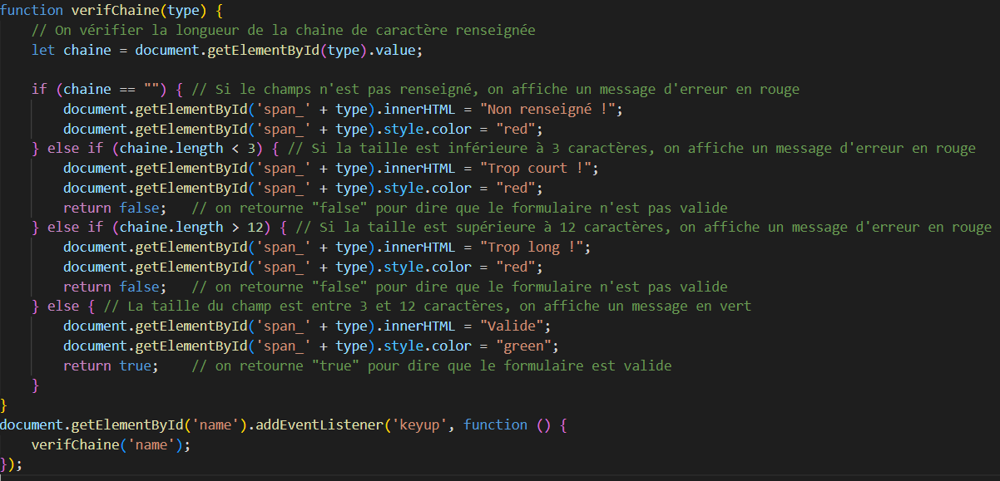 function verifChaine(type) {
    // On vérifier la longueur de la chaine de caractère renseignée
    let chaine = document.getElementById(type).value;

    if (chaine == "") { // Si le champs n'est pas renseigné, on affiche un message d'erreur en rouge
        document.getElementById('span_' + type).innerHTML = "Non renseigné !";
        document.getElementById('span_' + type).style.color = "red";
    } else if (chaine.length < 3) { // Si la taille est inférieure à 3 caractères, on affiche un message d'erreur en rouge
        document.getElementById('span_' + type).innerHTML = "Trop court !";
        document.getElementById('span_' + type).style.color = "red";
        return false;   // on retourne "false" pour dire que le formulaire n'est pas valide
    } else if (chaine.length > 12) { // Si la taille est supérieure à 12 caractères, on affiche un message d'erreur en rouge
        document.getElementById('span_' + type).innerHTML = "Trop long !";
        document.getElementById('span_' + type).style.color = "red";
        return false;   // on retourne "false" pour dire que le formulaire n'est pas valide
    } else { // La taille du champ est entre 3 et 12 caractères, on affiche un message en vert
        document.getElementById('span_' + type).innerHTML = "Valide";
        document.getElementById('span_' + type).style.color = "green";
        return true;    // on retourne "true" pour dire que le formulaire est valide
    }
}
document.getElementById('name').addEventListener('keyup', function () {
    verifChaine('name');
});